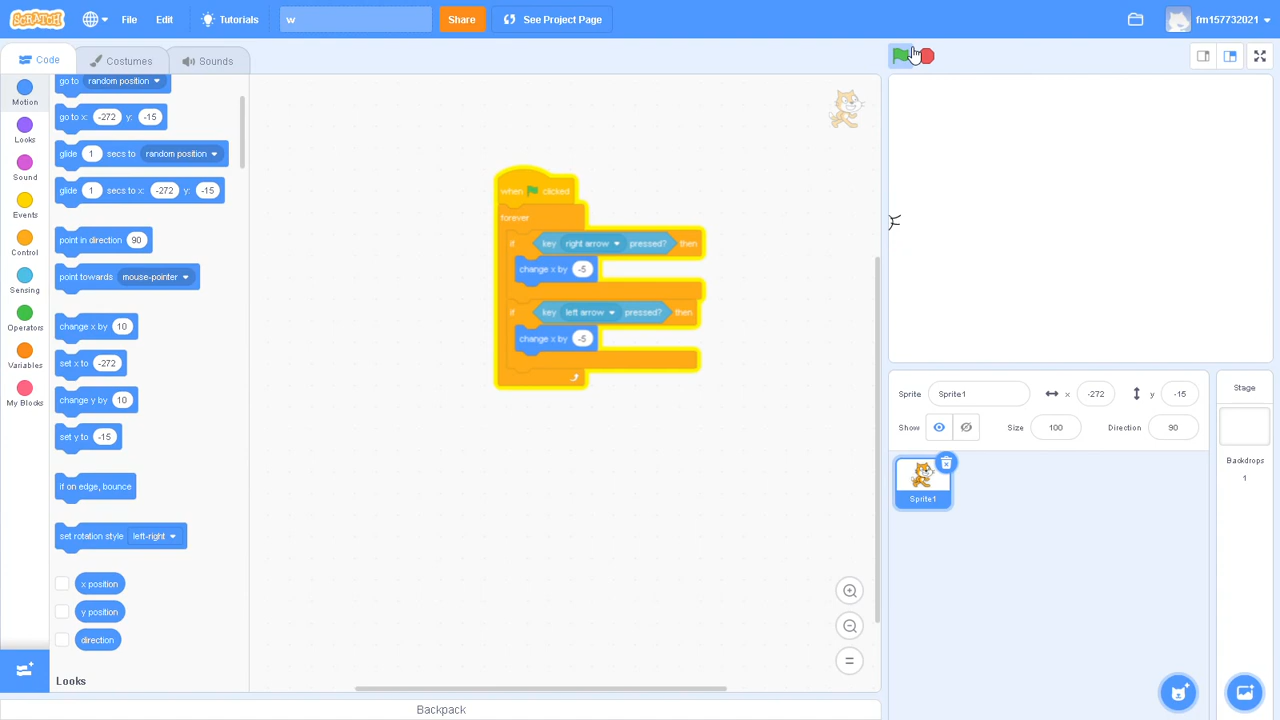 SCRATCH
File
Edit
Tutorials
w
Share
See Project Page
fm157732021
Code
Costumes
Sounds
Motion
Looks
Sound
Events
Control
Sensing
Operators
Variables
My Blocks
go to random position
go to x: -272 y: -15
glide 1 secs to random position
glide 1 secs to x: -272 y: -15
point in direction 90
point towards mouse-pointer
change x by 10
set x to -272
change y by 10
set y to -15
if on edge, bounce
set rotation style left-right
x position
y position
direction
Looks
when clicked
forever
if key right arrow pressed? then
change x by -5
if key left arrow pressed? then
change x by -5
Backpack
Sprite Sprite1 x -272 y -15
Show Size 100 Direction 90
Sprite1
Stage
Backdrops
1